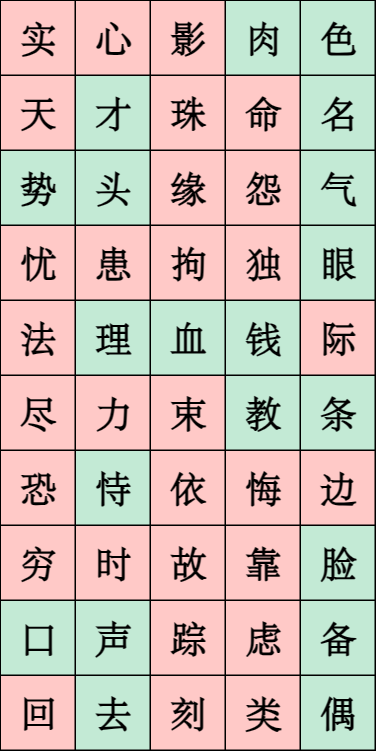 实心影肉色
天才珠命名
势头缘怨气
忧患拘独眼
法理血钱际
尽力束教条
恐恃依悔边
穷时故靠脸
口声踪虑备
回去刻类偶